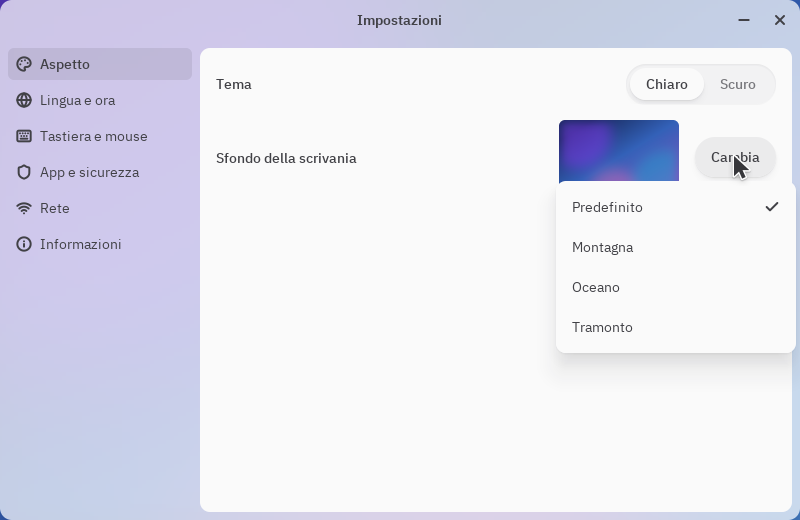 Impostazioni
Aspetto
Lingua e ora
Tastiera e mouse
App e sicurezza
Rete
Informazioni
Tema
Chiaro
Scuro
Sfondo della scrivania
Cambia
Predefinito
Montagna
Oceano
Tramonto